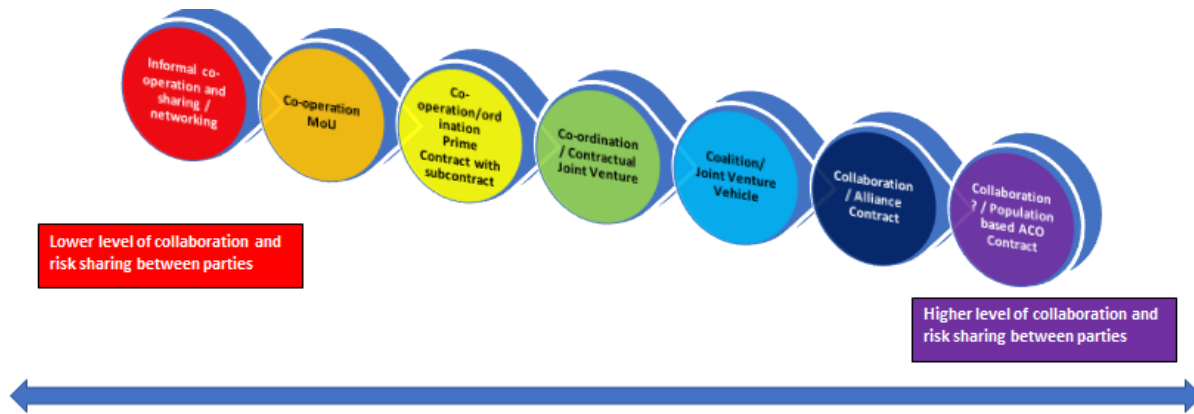 Informal co-
operation and
sharing /
networking
Co-operation
MoU
Co-
operation/ord
ination
Prime
Contract with
subcontract
Co-ordination
/ Contractual
Joint Venture
Coalition/
Joint Venture
Vehicle
Collaboration
/ Alliance
Contract
Collaboration
? / Population
based ACO
Contract
Lower level of collaboration and
risk sharing between parties
Higher level of collaboration and
risk sharing between parties